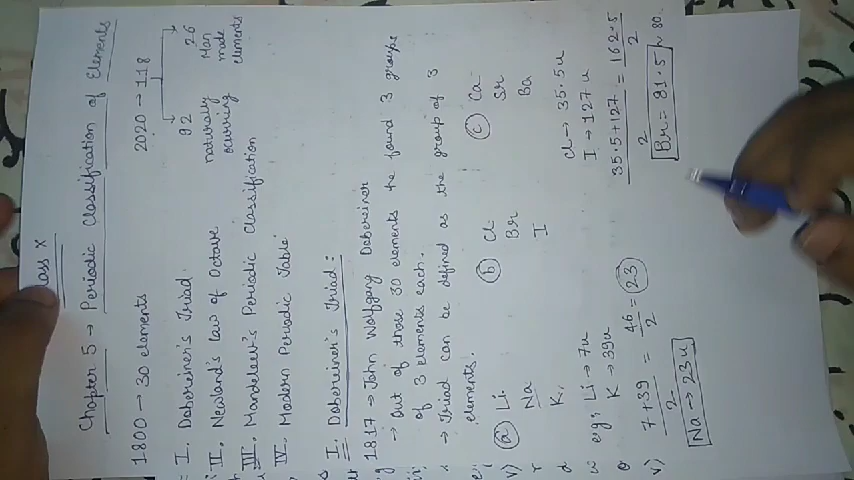 Class X
Chapter 5 → Periodic Classification of Elements
1800 → 30 elements
2020 → 118
92 naturally ocurring
26 Man made elements
I. Dobereiner's Triad.
II. Newland's Law of Octave
III. Mendeleev's Periodic Classification
IV. Modern Periodic Table
I. Dobereiner's Triad:
1817 → John Wolfgang Dobereiner
→ Out of those 30 elements he found 3 groups
of 3 elements each.
→ Triad can be defined as the group of 3
elements.
(a) Li (b) Cl (c) Ca
Na Br Sr
K I Ba
eg: Li → 7u
K → 39u
7+39 / 2 = 46 / 2 = 23
Na → 23u
Cl → 35.5u
I → 127u
35.5+127 / 2 = 162.5 / 2
Br = 81.5 ~ 80.